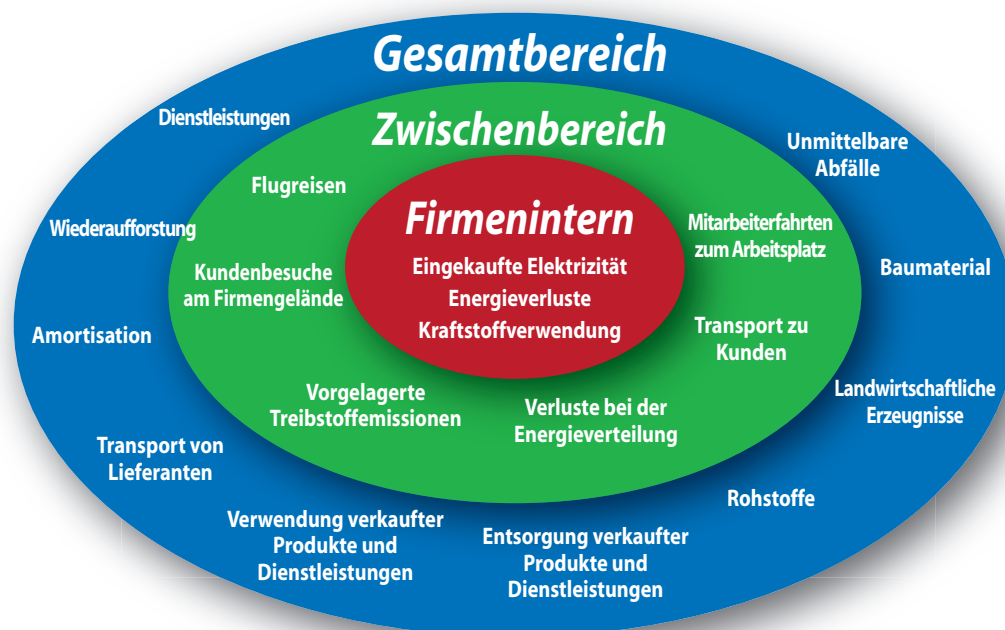 Gesamtbereich
Dienstleistungen
Zwischenbereich
Unmittelbare
Abfälle
Flugreisen
Firmenintern
Mitarbeiterfahrten
zum Arbeitsplatz
Wiederaufforstung
Kundenbesuche
am Firmengelände
Eingekaufte Elektrizität
Energieverluste
Kraftstoffverwendung
Baumaterial
Amortisation
Transport zu
Kunden
Vorgelagerte
Treibstoffemissionen
Verluste bei der
Energieverteilung
Landwirtschaftliche
Erzeugnisse
Transport von
Lieferanten
Rohstoffe
Verwendung verkaufter
Produkte und
Dienstleistungen
Entsorgung verkaufter
Produkte und
Dienstleistungen